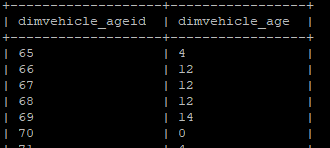 +-------------------+-----------------+
| dimvehicle_ageid | dimvehicle_age |
+-------------------+-----------------+
| 65 | 4 |
| 66 | 12 |
| 67 | 12 |
| 68 | 12 |
| 69 | 14 |
| 70 | 0 |